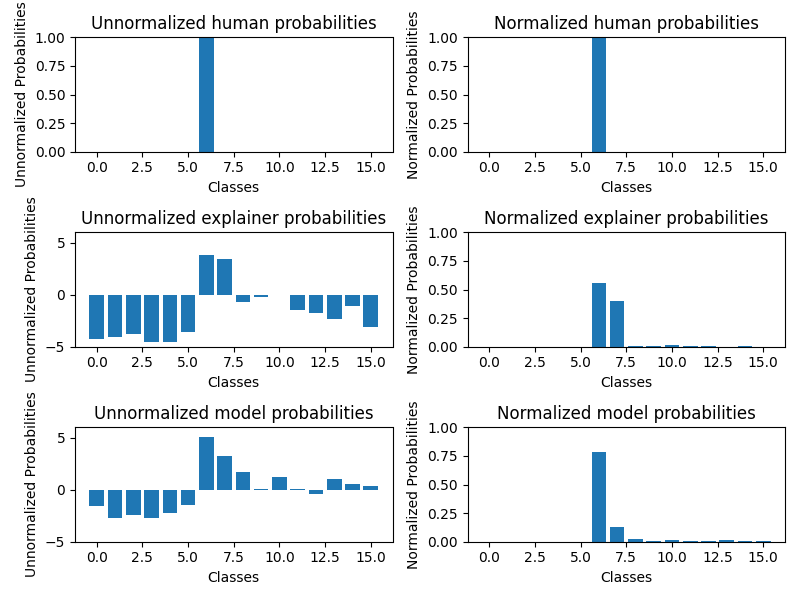 Unnormalized human probabilities
Unnormalized Probabilities
1.00
0.75
0.50
0.25
0.00
0.0 2.5 5.0 7.5 10.0 12.5 15.0
Classes
Normalized human probabilities
Normalized Probabilities
1.00
0.75
0.50
0.25
0.00
0.0 2.5 5.0 7.5 10.0 12.5 15.0
Classes
Unnormalized explainer probabilities
Unnormalized Probabilities
5
0
−5
0.0 2.5 5.0 7.5 10.0 12.5 15.0
Classes
Normalized explainer probabilities
Normalized Probabilities
1.00
0.75
0.50
0.25
0.00
0.0 2.5 5.0 7.5 10.0 12.5 15.0
Classes
Unnormalized model probabilities
Unnormalized Probabilities
5
0
−5
0.0 2.5 5.0 7.5 10.0 12.5 15.0
Classes
Normalized model probabilities
Normalized Probabilities
1.00
0.75
0.50
0.25
0.00
0.0 2.5 5.0 7.5 10.0 12.5 15.0
Classes